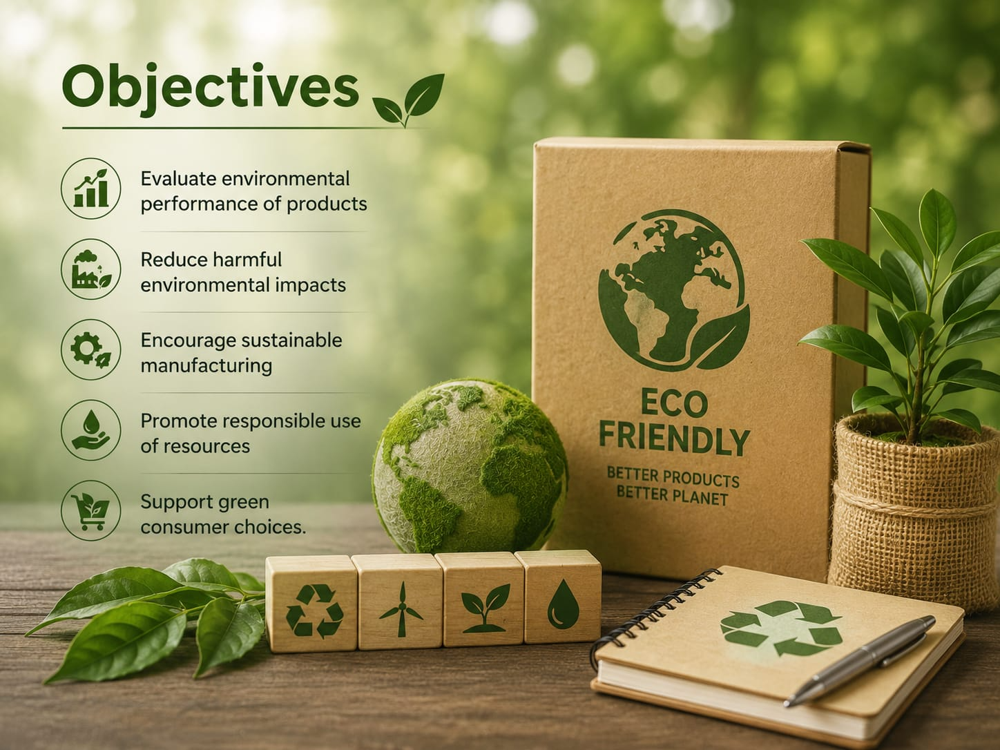 Objectives
Evaluate environmental
performance of products
Reduce harmful
environmental impacts
Encourage sustainable
manufacturing
Promote responsible use
of resources
Support green
consumer choices.
ECO
FRIENDLY
BETTER PRODUCTS
BETTER PLANET